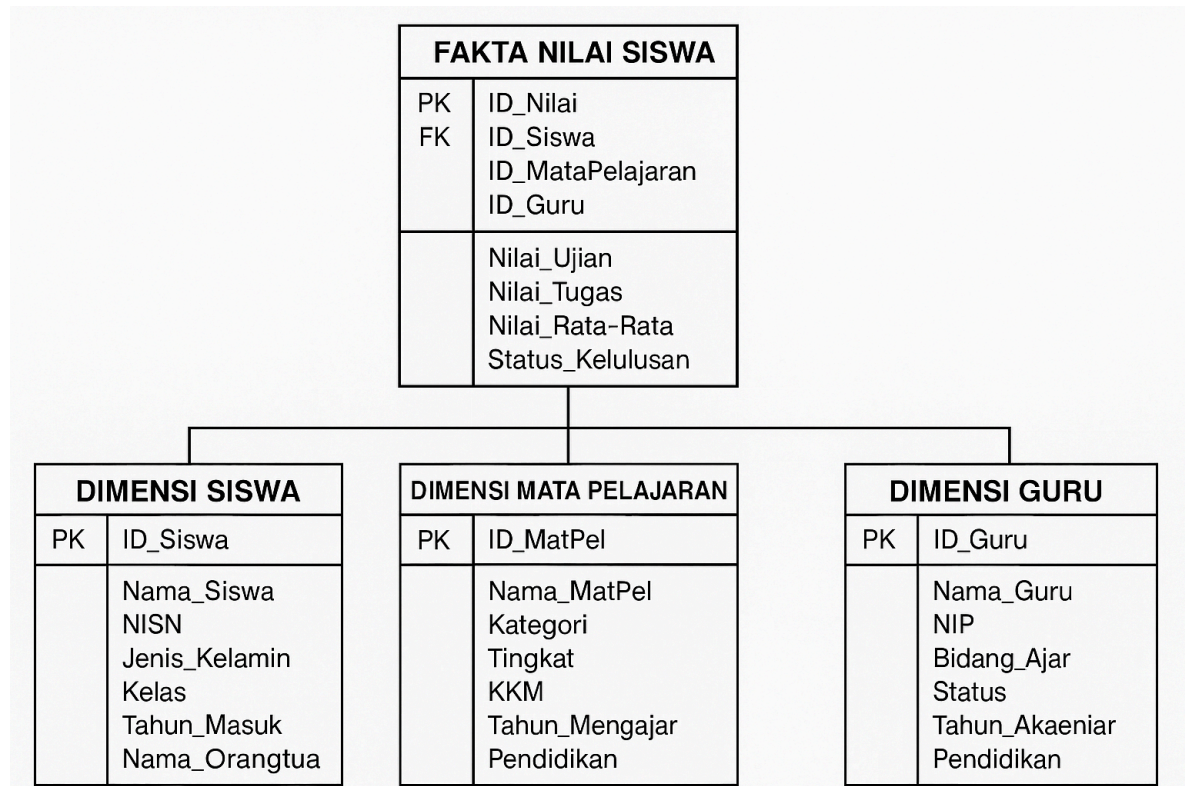 FAKTA NILAI SISWA
PK ID_Nilai
FK ID_Siswa
ID_MataPelajaran
ID_Guru
Nilai_Ujian
Nilai_Tugas
Nilai_Rata-Rata
Status_Kelulusan
DIMENSI SISWA
PK ID_Siswa
Nama_Siswa
NISN
Jenis_Kelamin
Kelas
Tahun_Masuk
Nama_Orangtua
DIMENSI MATA PELAJARAN
PK ID_MatPel
Nama_MatPel
Kategori
Tingkat
KKM
Tahun_Mengajar
Pendidikan
DIMENSI GURU
PK ID_Guru
Nama_Guru
NIP
Bidang_Ajar
Status
Tahun_Akaeniar
Pendidikan